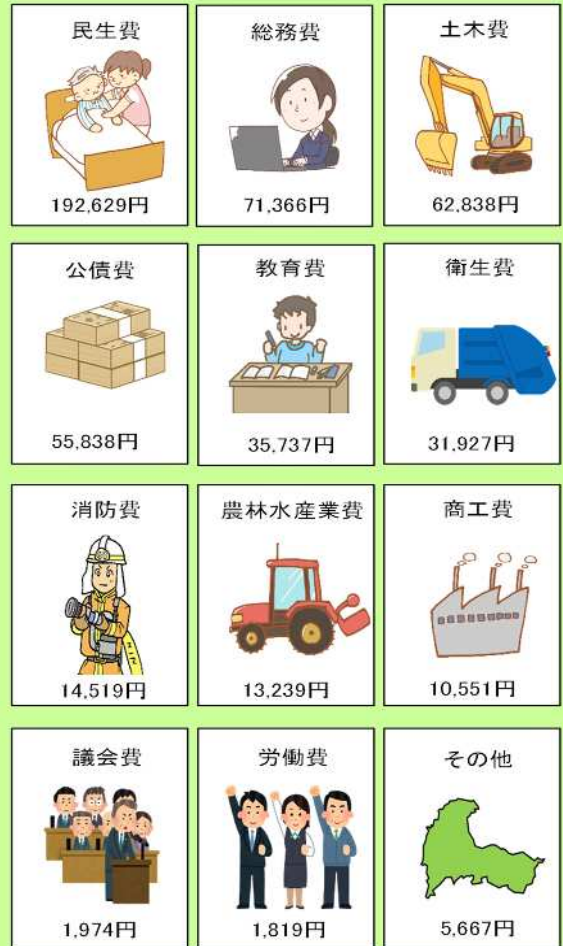 民生費
192,629円
総務費
71,366円
土木費
62,838円
公債費
55,838円
教育費
35,737円
衛生費
31,927円
消防費
14,519円
農林水産業費
13,239円
商工費
10,551円
議会費
1,974円
労働費
1,819円
その他
5,667円